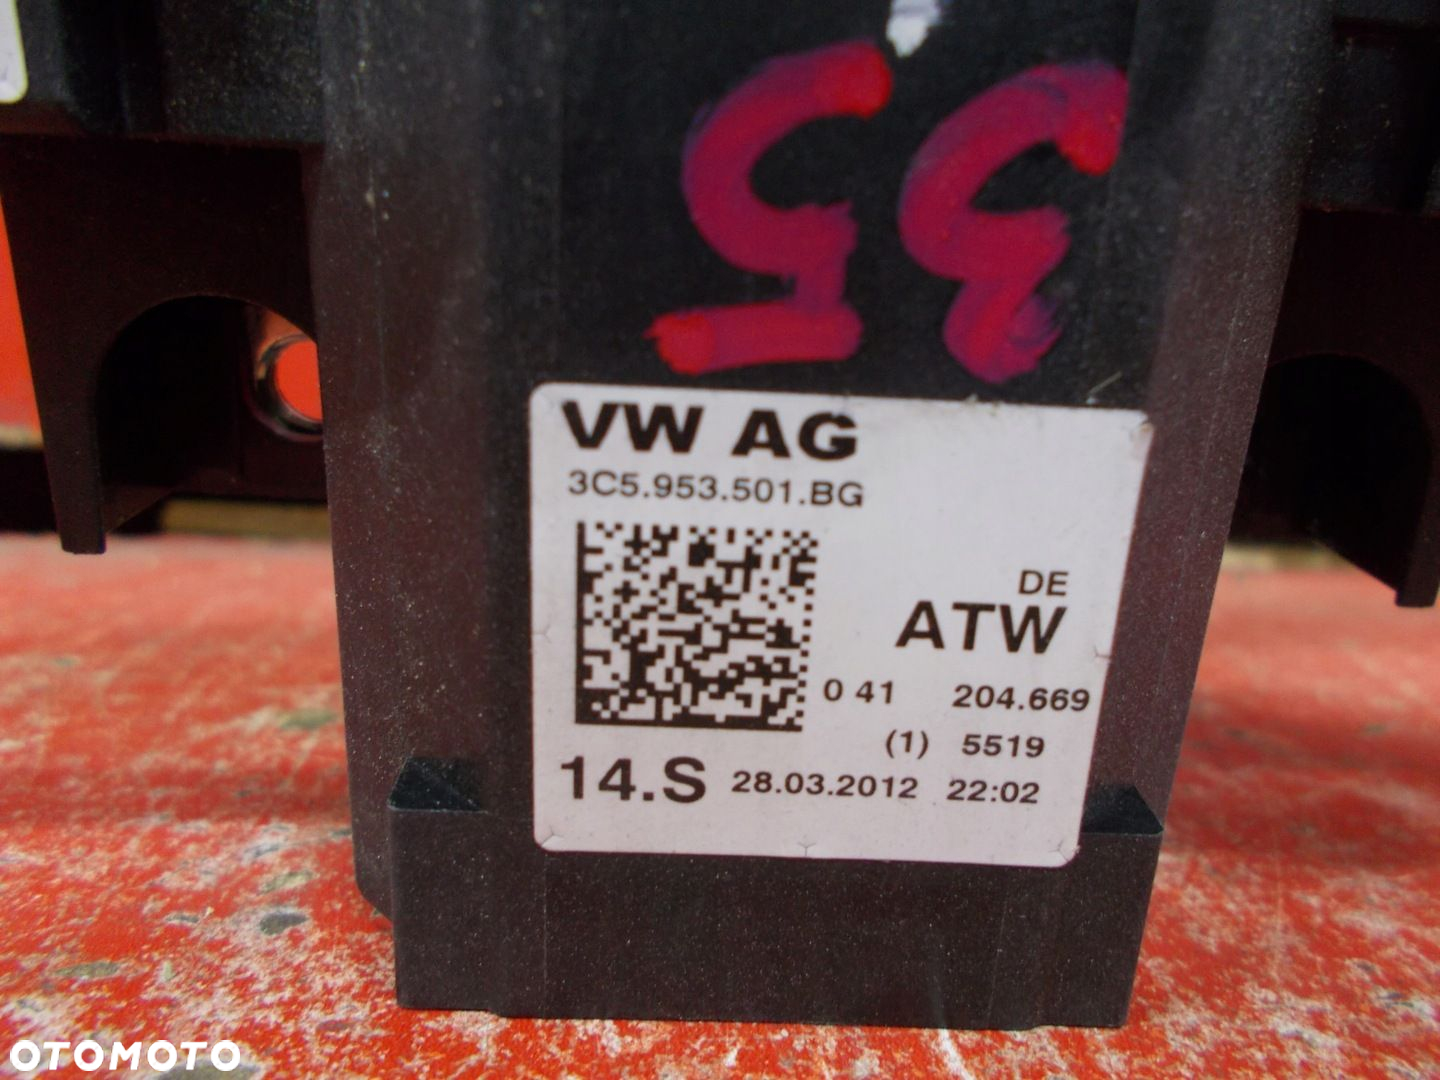 55
VW AG
3C5.953.501.BG
DE
ATW
0 41 204.669
(1) 5519
14.S 28.03.2012 22:02
OTOMOTO